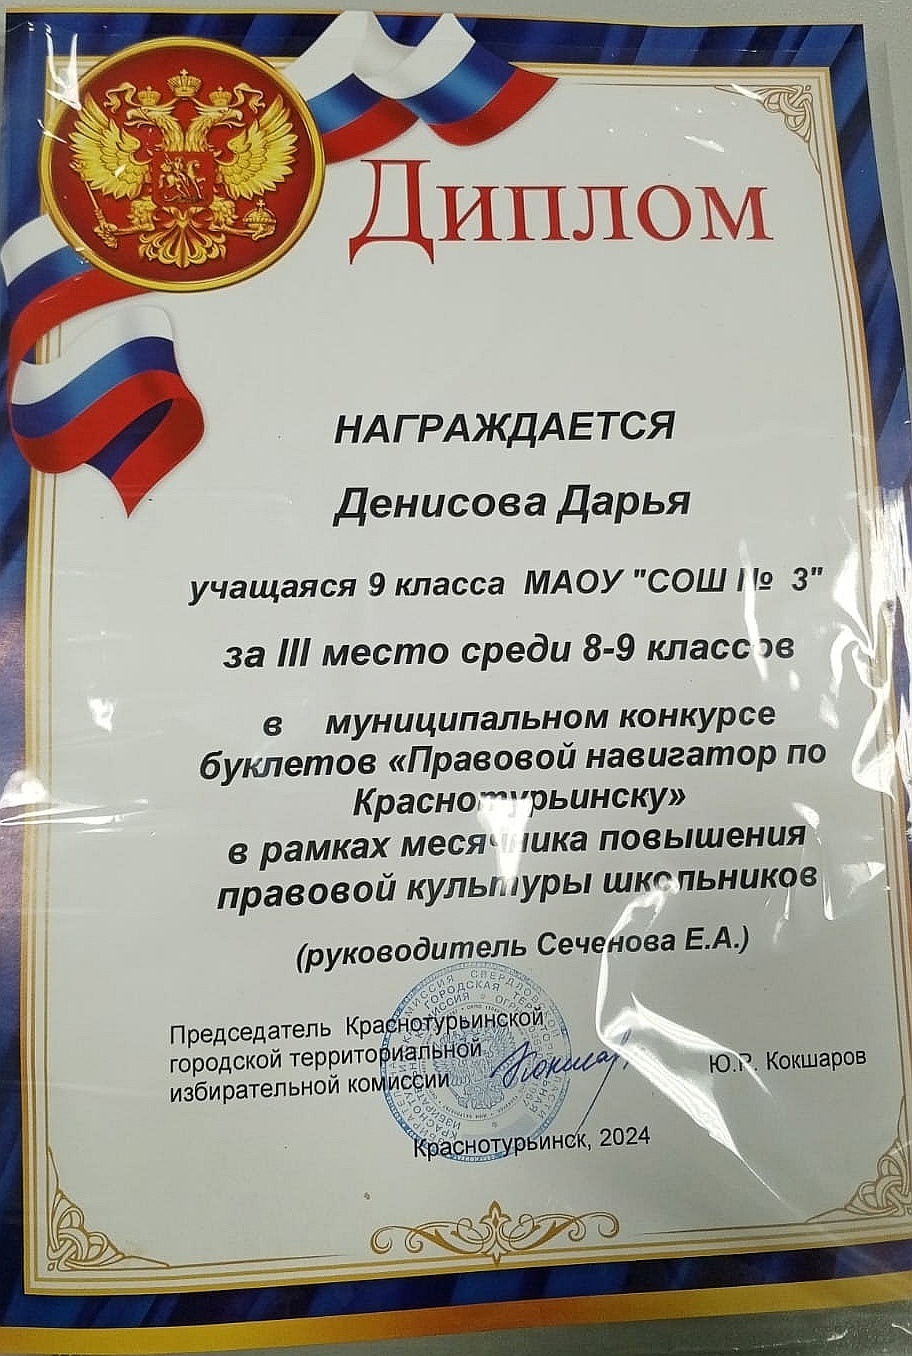 Диплом
НАГРАЖДАЕТСЯ
Денисова Дарья
учащаяся 9 класса МАОУ "СОШ № 3"
за III место среди 8-9 классов
в муниципальном конкурсе
буклетов «Правовой навигатор по
Краснотурьинску»
в рамках месячника повышения
правовой культуры школьников
(руководитель Сеченова Е.А.)
Председатель Краснотурьинской
городской территориальной
избирательной комиссии
Ю.Р. Кокшаров
Краснотурьинск, 2024